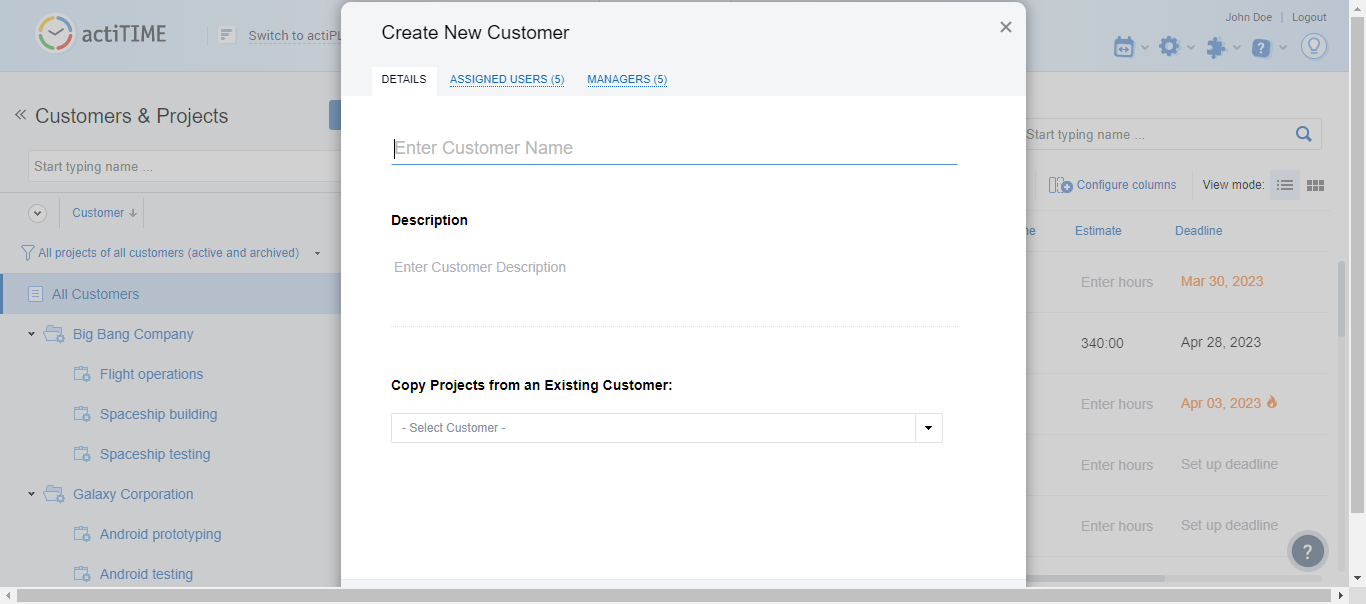 actiTIME
Switch to actiPL
John Doe
Logout
Create New Customer
DETAILS
ASSIGNED USERS (5)
MANAGERS (5)
Customers & Projects
Start typing name ...
Customer
All projects of all customers (active and archived)
All Customers
Big Bang Company
Flight operations
Spaceship building
Spaceship testing
Galaxy Corporation
Android prototyping
Android testing
Enter Customer Name
Description
Enter Customer Description
Copy Projects from an Existing Customer:
- Select Customer -
Start typing name ...
Configure columns
View mode:
ne
Estimate
Deadline
Enter hours
Mar 30, 2023
340:00
Apr 28, 2023
Enter hours
Apr 03, 2023
Enter hours
Set up deadline
Enter hours
Set up deadline
?